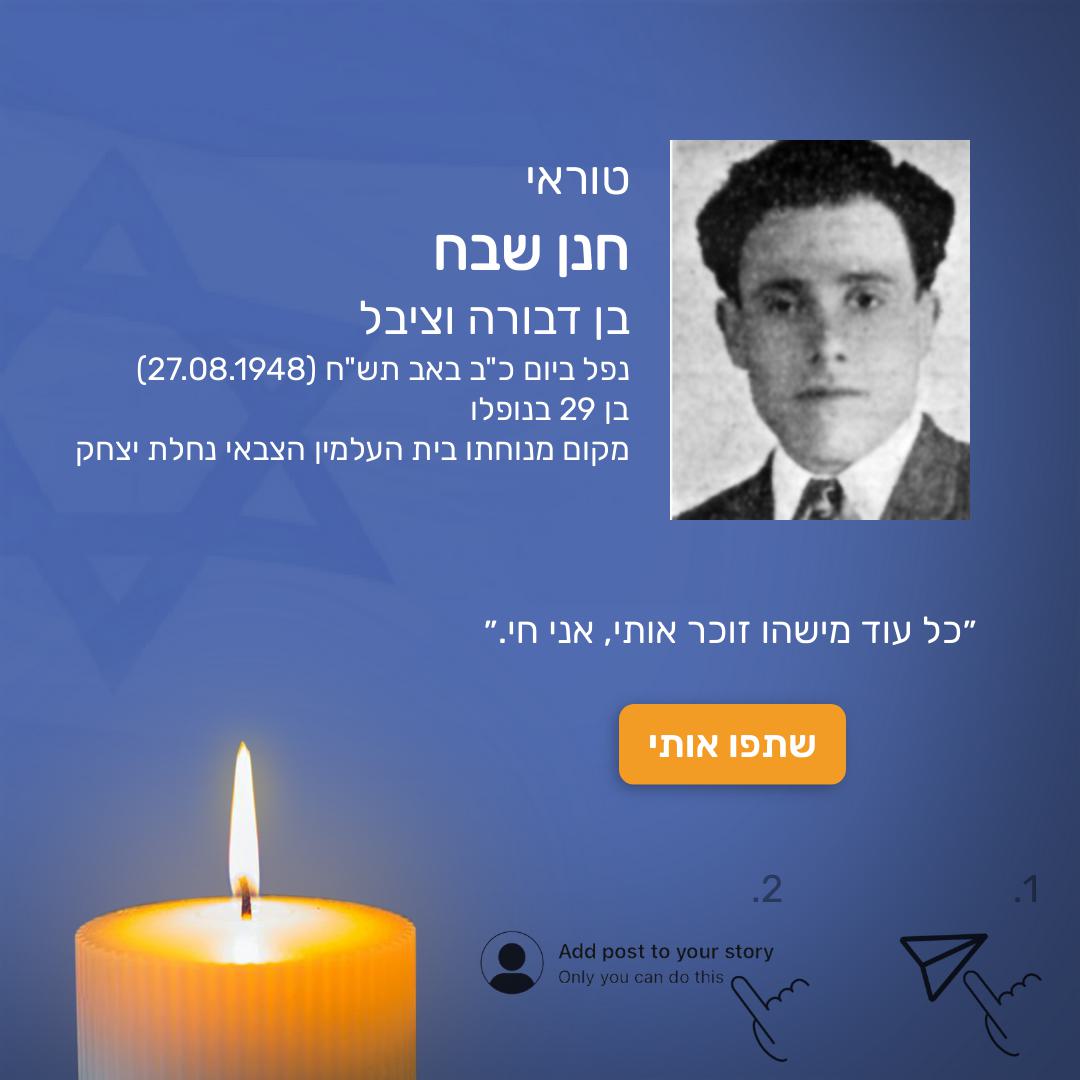 טוראי
חנן שבח
בן דבורה וציבל
נפל ביום כ"ב באב תש"ח (27.08.1948)
בן 29 בנופלו
מקום מנוחתו בית העלמין הצבאי נחלת יצחק
״כל עוד מישהו זוכר אותי, אני חי.״
שתפו אותי
.1
.2
Add post to your story
Only you can do this